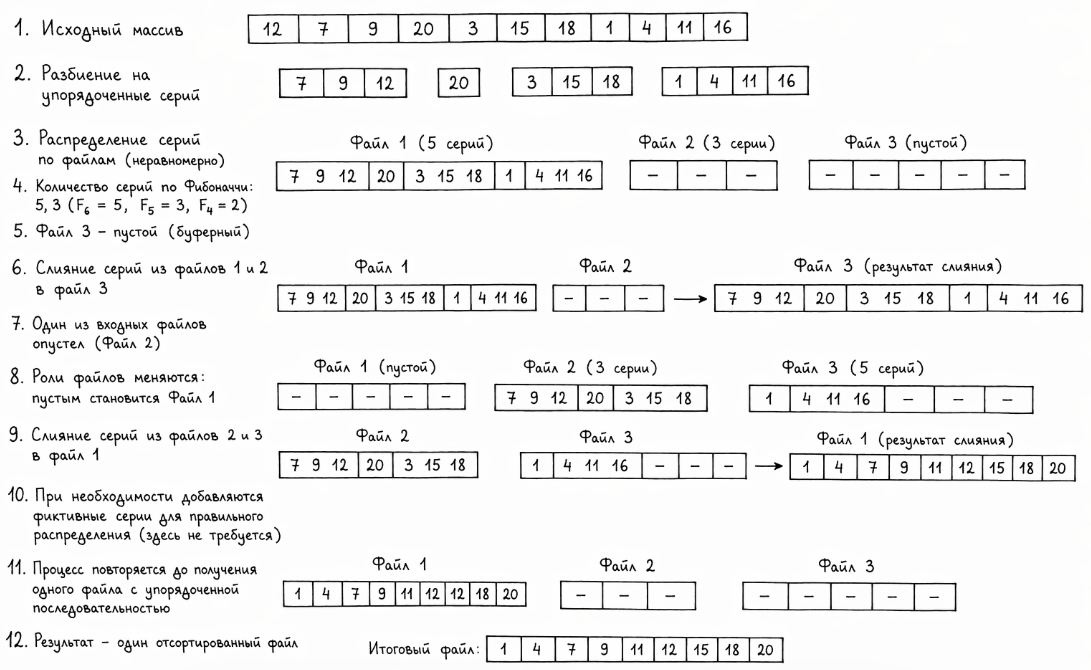 1. Исходный массив
12 7 9 20 3 15 18 1 4 11 16
2. Разбиение на
упорядоченные серий
7 9 12 20 3 15 18 1 4 11 16
3. Распределение серий
по файлам (неравномерно)
Файл 1 (5 серий) Файл 2 (3 серии) Файл 3 (пустой)
7 9 12 20 3 15 18 1 4 11 16 – – – – – – – –
4. Количество серий по Фибоначчи:
5, 3 (F₆ = 5, F₅ = 3, F₄ = 2)
5. Файл 3 – пустой (буферный)
6. Слияние серий из файлов 1 и 2
в файл 3
Файл 1 Файл 2 Файл 3 (результат слияния)
7 9 12 20 3 15 18 1 4 11 16 – – – → 7 9 12 20 3 15 18 1 4 11 16
7. Один из входных файлов
опустел (Файл 2)
8. Роли файлов меняются:
пустым становится Файл 1
Файл 1 (пустой) Файл 2 (3 серии) Файл 3 (5 серий)
– – – – – 7 9 12 20 3 15 18 1 4 11 16 – – –
9. Слияние серий из файлов 2 и 3
в файл 1
Файл 2 Файл 3 Файл 1 (результат слияния)
7 9 12 20 3 15 18 1 4 11 16 – – – → 1 4 7 9 11 12 15 18 20
10. При необходимости добавляются
фиктивные серии для правильного
распределения (здесь не требуется)
11. Процесс повторяется до получения
одного файла с упорядоченной
последовательностью
Файл 1 Файл 2 Файл 3
1 4 7 9 11 12 12 18 20 – – – – – – – –
12. Результат – один отсортированный файл
Итоговый файл: 1 4 7 9 11 12 15 18 20